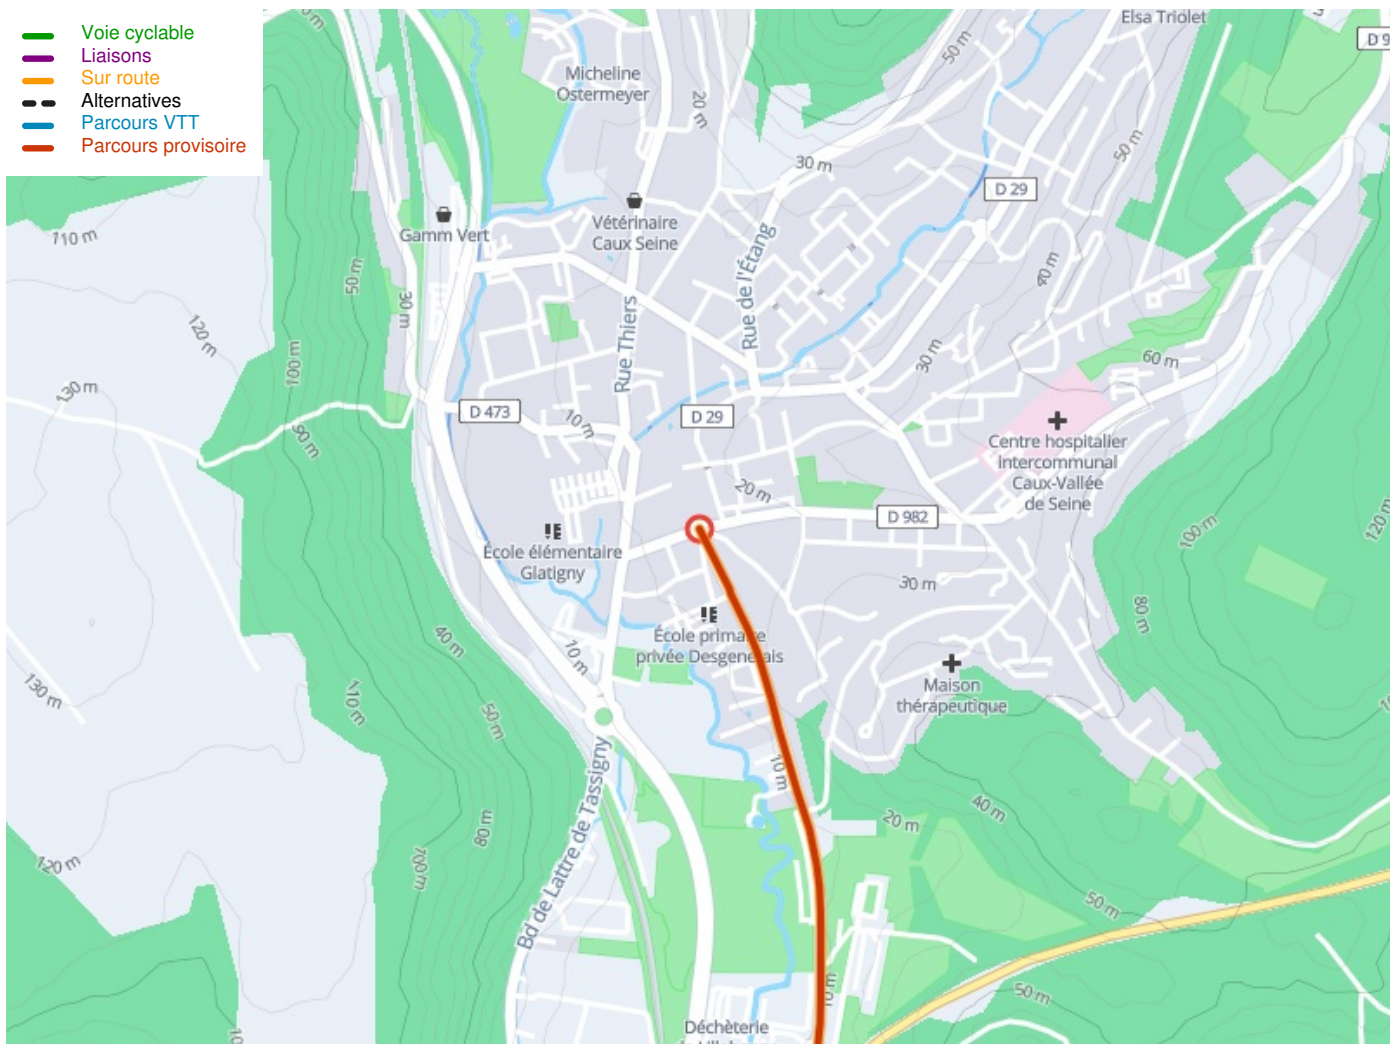 Voie cyclable
Liaisons
Sur route
Alternatives
Parcours VTT
Parcours provisoire
Elsa Triolet
D 9
50 m
Micheline
Ostermeyer
20 m
50 m
30 m
D 29
Vétérinaire
Caux Seine
Gamm Vert
110 m
50 m
30 m
Rue de l'Étang
40 m
120 m
100 m
Rue Thiers
30 m
60 m
130 m
D 473
10 m
D 29
90 m
Centre hospitalier
intercommunal
Caux-Vallée
de Seine
20 m
D 982
100 m
120 m
École élémentaire
Glatigny
30 m
80 m
École primaire
privée Desgenétais
40 m
10 m
Maison
thérapeutique
130 m
110 m
50 m
10 m
Bd de Lattre de Tassigny
20 m
40 m
80 m
120 m
50 m
10 m
50 m
Déchèterie